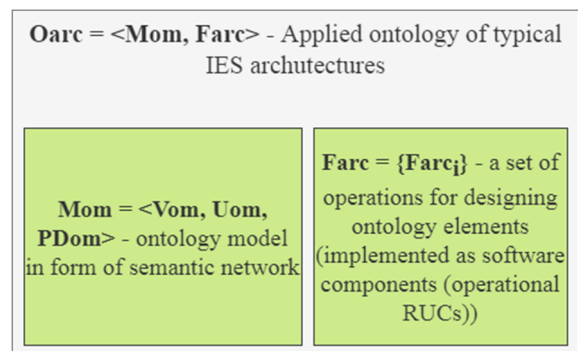 Oarc = <Mom, Farc> - Applied ontology of typical
IES archutectures
Mom = <Vom, Uom,
PDom> - ontology model
in form of semantic network
Farc = {Farci} - a set of
operations for designing
ontology elements
(implemented as software
components (operational
RUCs))